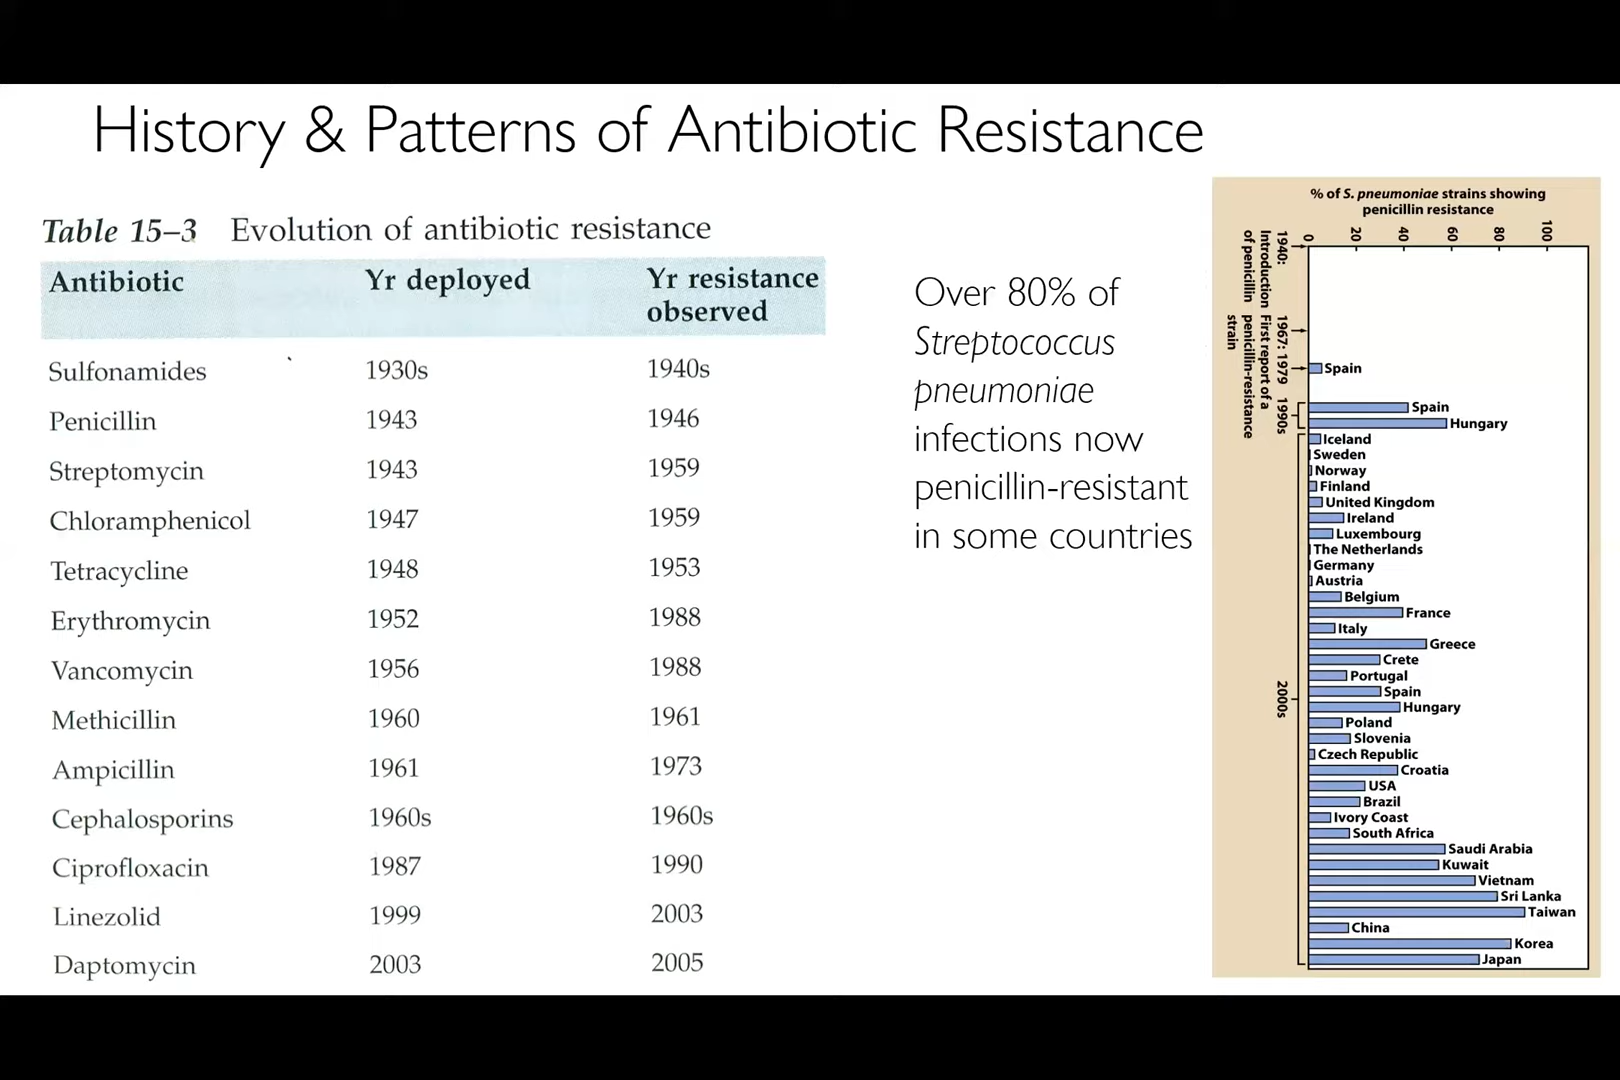 History & Patterns of Antibiotic Resistance
Table 15–3 Evolution of antibiotic resistance
Antibiotic Yr deployed Yr resistance
observed
Sulfonamides 1930s 1940s
Penicillin 1943 1946
Streptomycin 1943 1959
Chloramphenicol 1947 1959
Tetracycline 1948 1953
Erythromycin 1952 1988
Vancomycin 1956 1988
Methicillin 1960 1961
Ampicillin 1961 1973
Cephalosporins 1960s 1960s
Ciprofloxacin 1987 1990
Linezolid 1999 2003
Daptomycin 2003 2005
Over 80% of
Streptococcus
pneumoniae
infections now
penicillin-resistant
in some countries
% of S. pneumoniae strains showing
penicillin resistance
0 20 40 60 80 100
1940:
Introduction
of penicillin
1967:
First report of a
penicillin-resistance
strain
1979
Spain
1990s
Spain
Hungary
2000s
Iceland
Sweden
Norway
Finland
United Kingdom
Ireland
Luxembourg
The Netherlands
Germany
Austria
Belgium
France
Italy
Greece
Crete
Portugal
Spain
Hungary
Poland
Slovenia
Czech Republic
Croatia
USA
Brazil
Ivory Coast
South Africa
Saudi Arabia
Kuwait
Vietnam
Sri Lanka
Taiwan
China
Korea
Japan